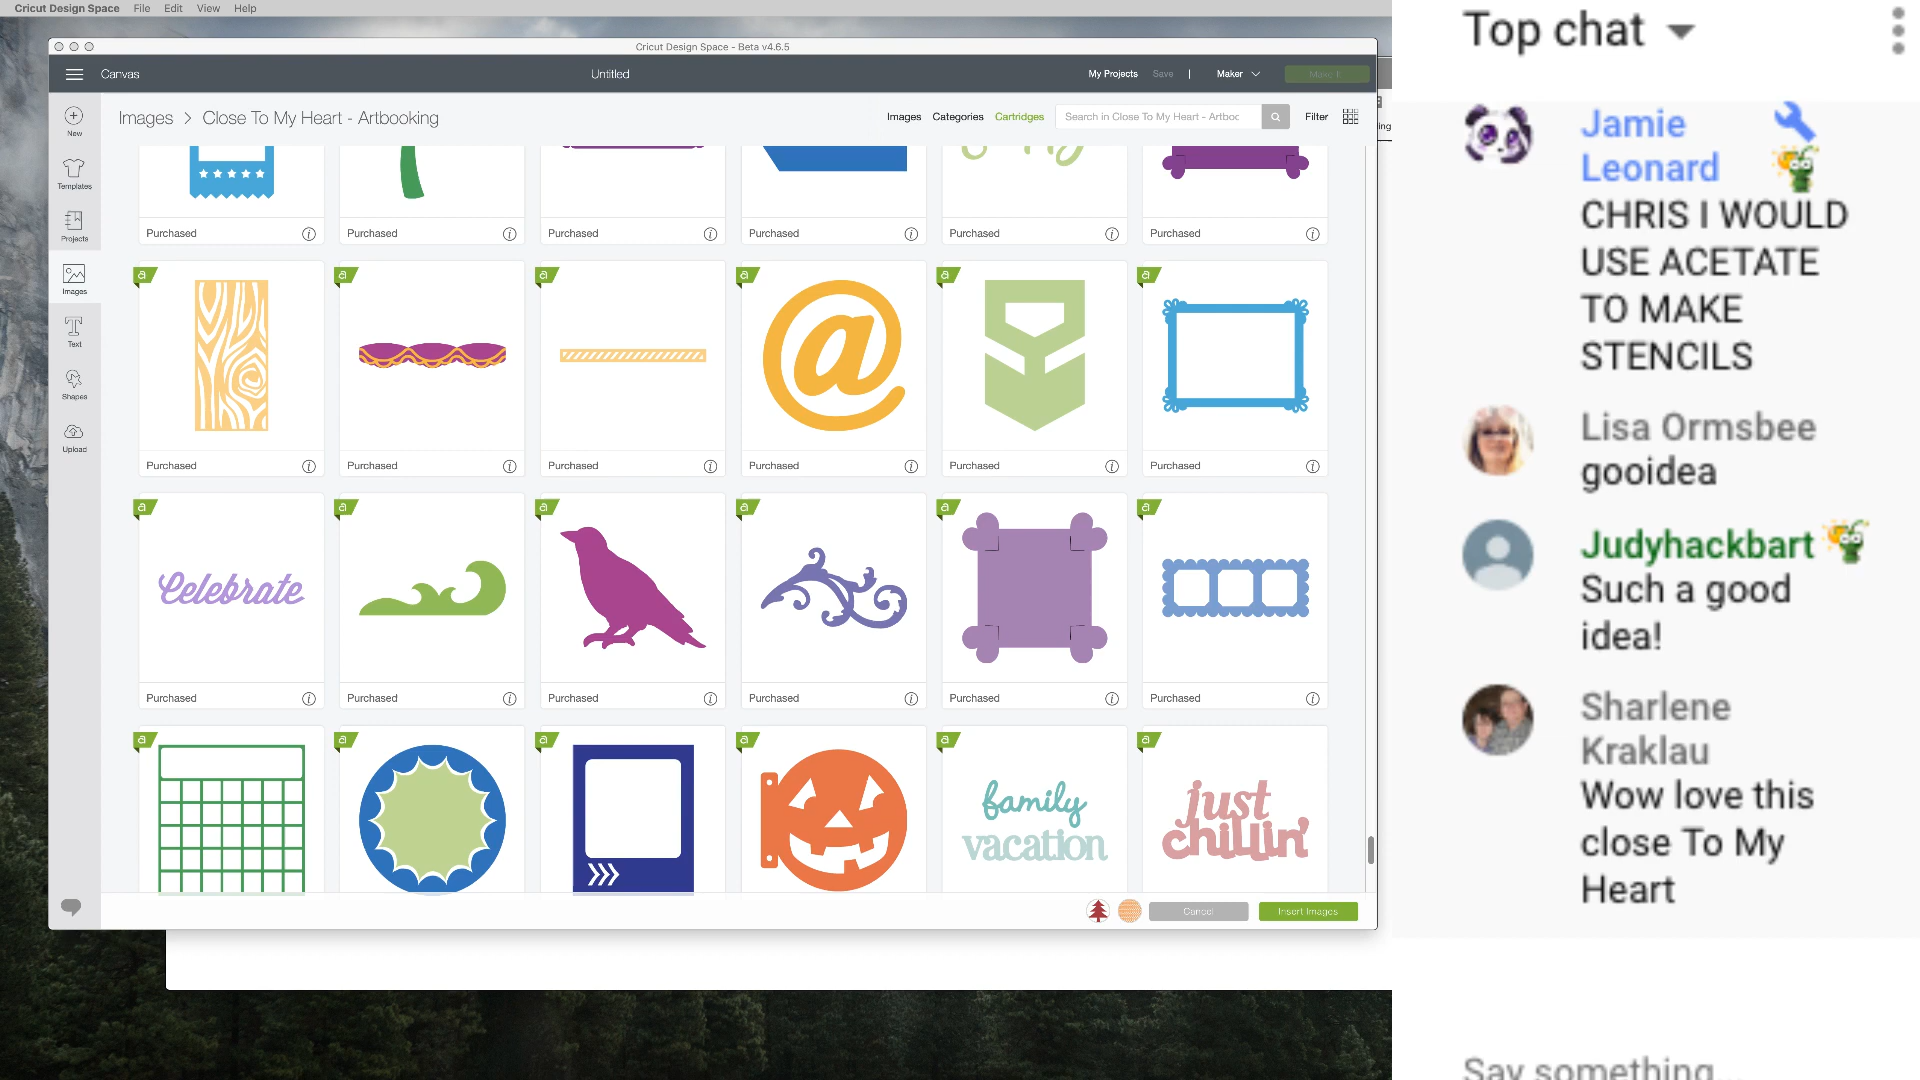 Cricut Design Space File Edit View Help
Cricut Design Space - Beta v4.6.5
Canvas
Untitled
My Projects Save | Maker
Make It
New
Templates
Projects
Images
Text
Shapes
Upload
Images > Close To My Heart - Artbooking
Images Categories Cartridges
Search in Close To My Heart - Artboc
Filter
Purchased Purchased Purchased Purchased Purchased Purchased
a a a a a a
@
Purchased Purchased Purchased Purchased Purchased Purchased
a a a a a a
Celebrate
Purchased Purchased Purchased Purchased Purchased Purchased
a a a a a a
family
vacation
just
chillin'
Cancel
Insert Images
ing
Top chat
Jamie
Leonard
CHRIS I WOULD
USE ACETATE
TO MAKE
STENCILS
Lisa Ormsbee
gooidea
Judyhackbart
Such a good
idea!
Sharlene
Kraklau
Wow love this
close To My
Heart
Say something...